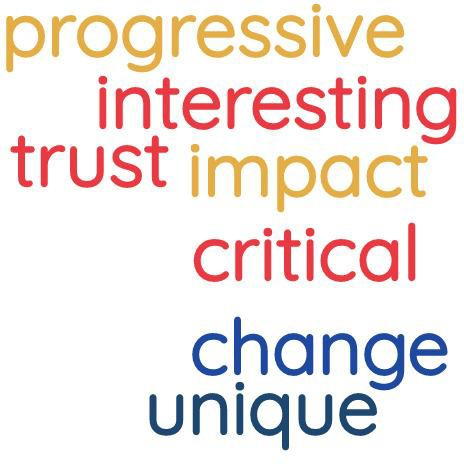 progressive
interesting
trust impact
critical
change
unique